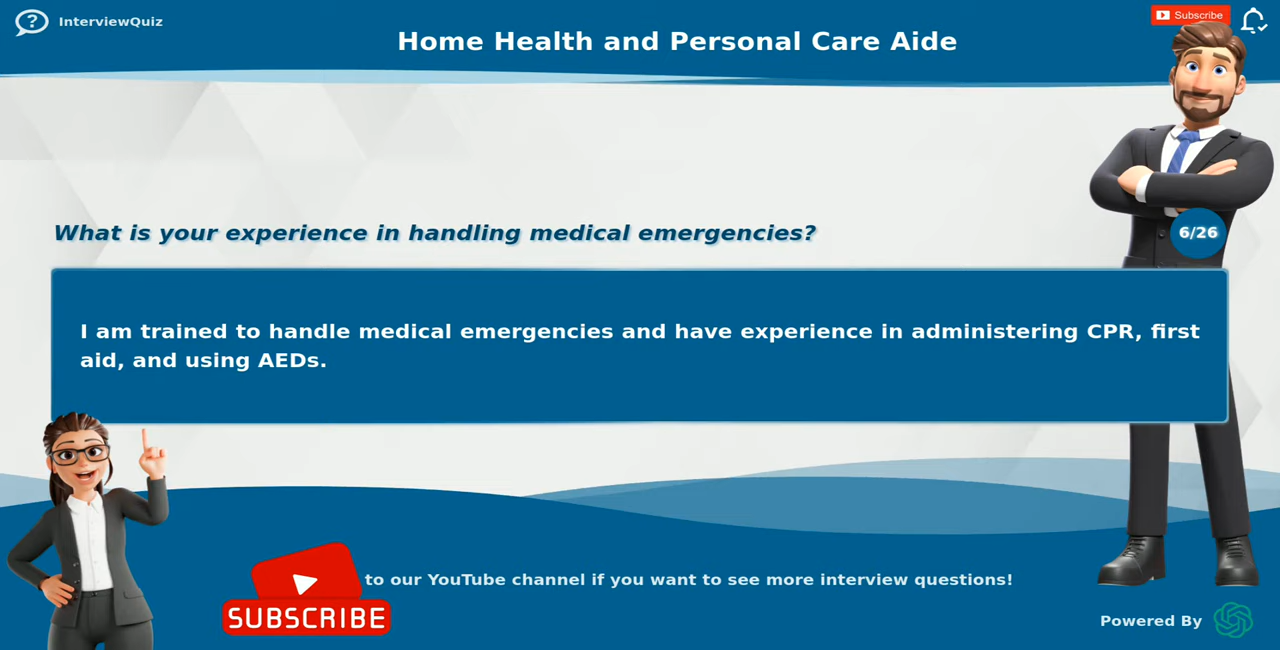 InterviewQuiz
Subscribe
Home Health and Personal Care Aide
What is your experience in handling medical emergencies?
6/26
I am trained to handle medical emergencies and have experience in administering CPR, first
aid, and using AEDs.
to our YouTube channel if you want to see more interview questions!
SUBSCRIBE
Powered By